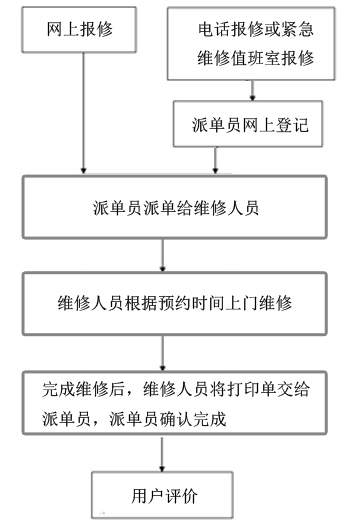 网上报修
电话报修或紧急
维修值班室报修
派单员网上登记
派单员派单给维修人员
维修人员根据预约时间上门维修
完成维修后，维修人员将打印单交给
派单员，派单员确认完成
用户评价